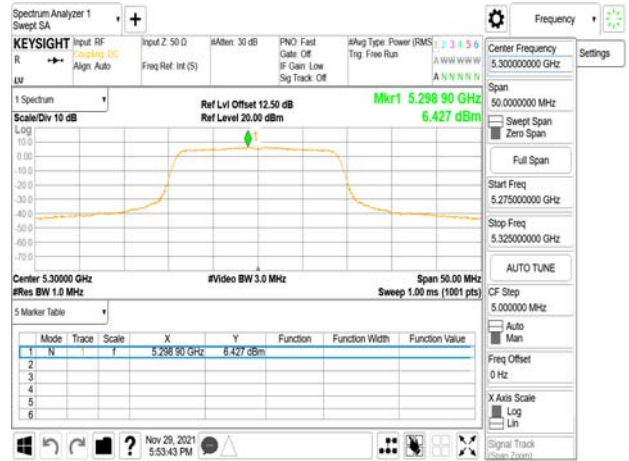 Spectrum Analyzer 1
Swept SA
+
Frequency
KEYSIGHT
R
Input: RF
Coupling: DC
Align: Auto
Input Z: 50 Ω
Freq Ref: Int (S)
#Atten: 30 dB
PNO: Fast
Gate: Off
IF Gain: Low
Sig Track: Off
#Avg Type: Power (RMS
Trig: Free Run
1 2 3 4 5 6
A W W W W W
A N N N N N
Center Frequency
5.300000000 GHz
Settings
Span
50.0000000 MHz
Swept Span
Zero Span
Full Span
Start Freq
5.275000000 GHz
Stop Freq
5.325000000 GHz
AUTO TUNE
CF Step
5.000000 MHz
Auto
Man
Freq Offset
0 Hz
X Axis Scale
Log
Lin
Signal Track
(Span Zoom)
1 Spectrum
Scale/Div 10 dB
Ref Lvl Offset 12.50 dB
Ref Level 20.00 dBm
Mkr1 5.298 90 GHz
6.427 dBm
Log
10.0
0.00
-10.0
-20.0
-30.0
-40.0
-50.0
-60.0
-70.0
1
Center 5.30000 GHz
#Res BW 1.0 MHz
#Video BW 3.0 MHz
Span 50.00 MHz
Sweep 1.00 ms (1001 pts)
5 Marker Table
Mode Trace Scale X Y Function Function Width Function Value
1 N 1 f 5.298 90 GHz 6.427 dBm
2
3
4
5
6
?
Nov 29, 2021
5:53:43 PM